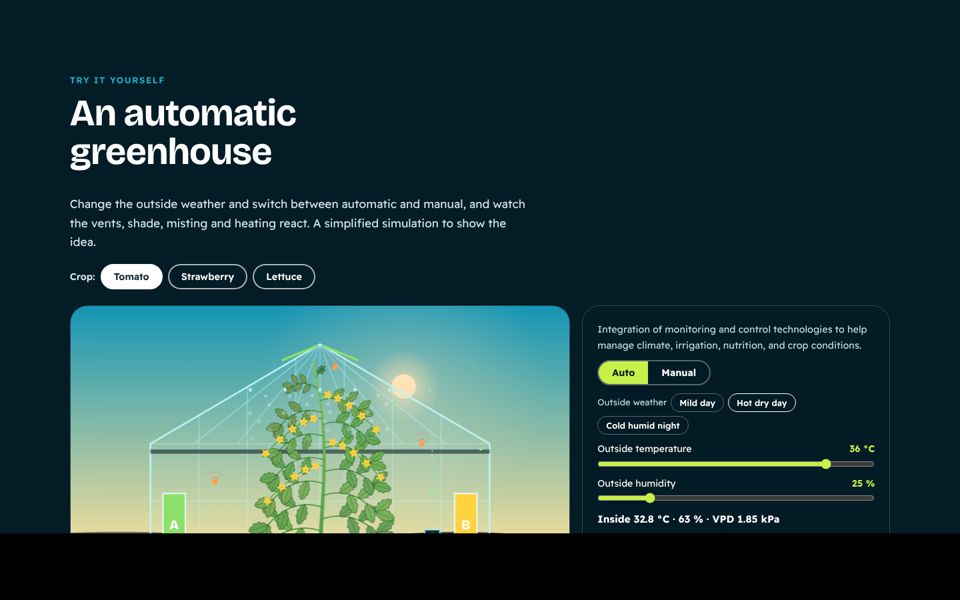 TRY IT YOURSELF
An automatic
greenhouse
Change the outside weather and switch between automatic and manual, and watch
the vents, shade, misting and heating react. A simplified simulation to show the
idea.
Crop: Tomato Strawberry Lettuce
Integration of monitoring and control technologies to help
manage climate, irrigation, nutrition, and crop conditions.
Auto Manual
Outside weather Mild day Hot dry day
Cold humid night
Outside temperature 36 °C
Outside humidity 25 %
Inside 32.8 °C · 63 % · VPD 1.85 kPa
A B